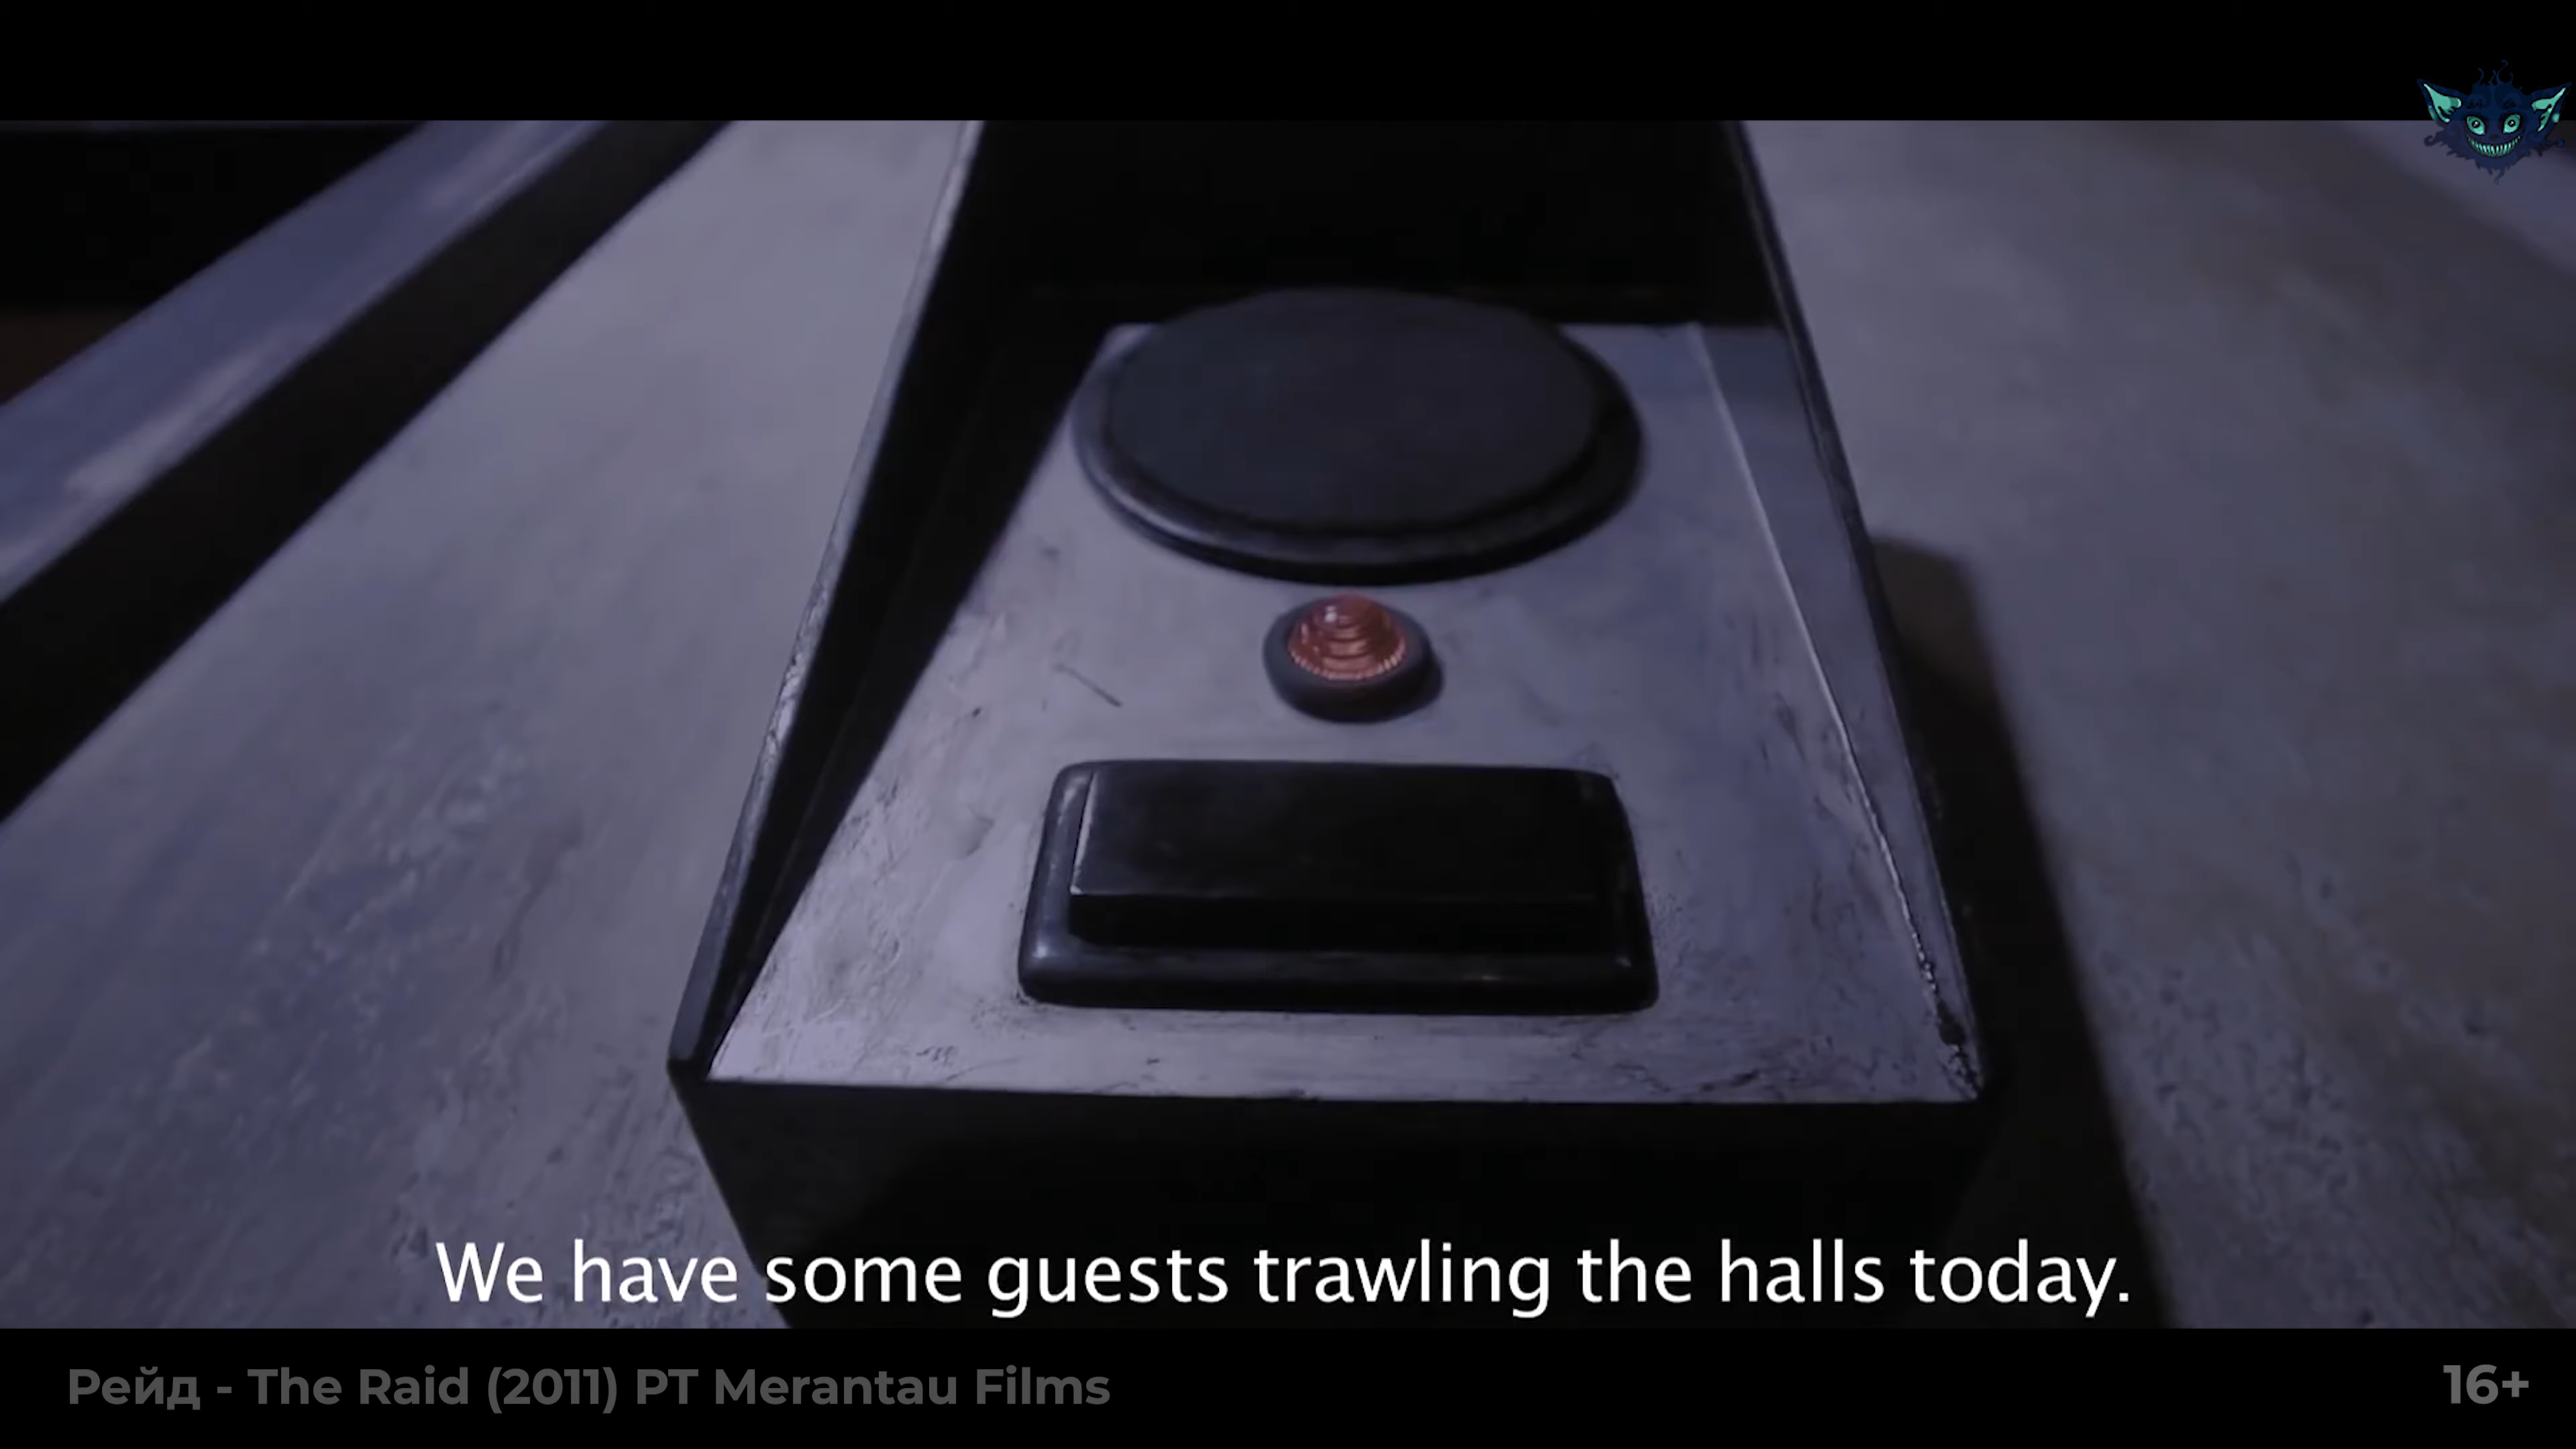 We have some guests trawling the halls today.
Рейд - The Raid (2011) PT Merantau Films
16+